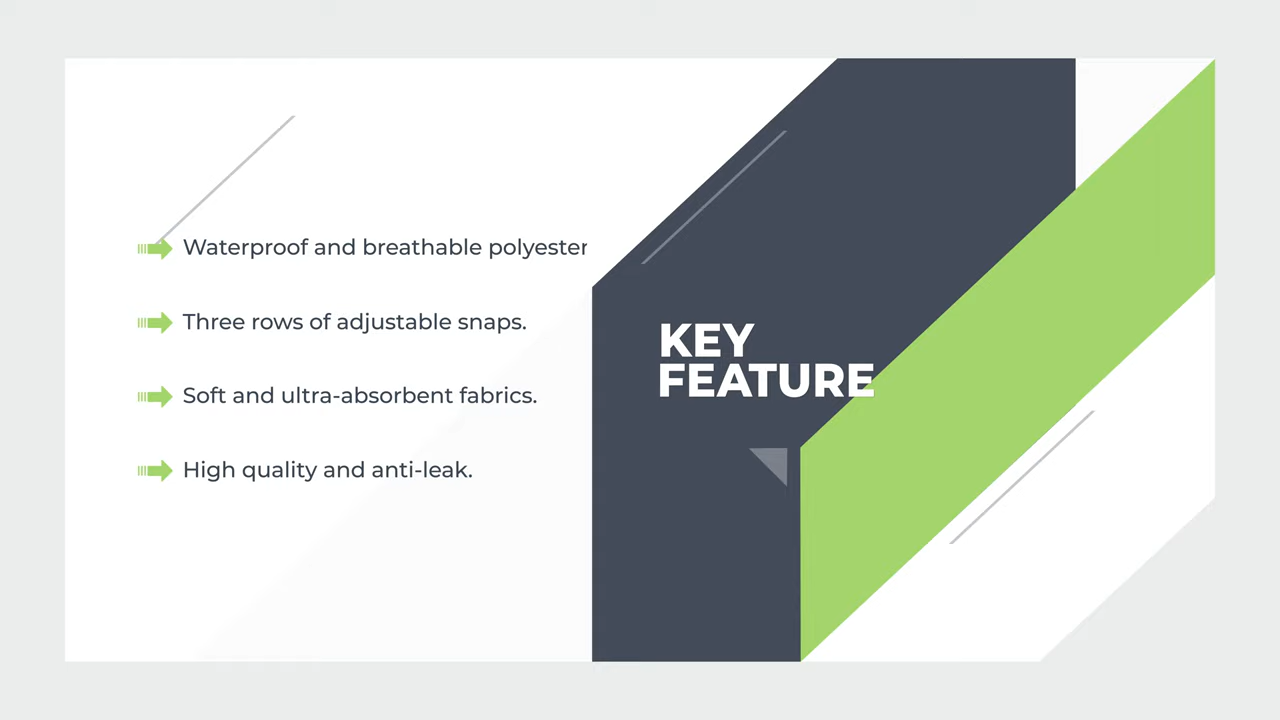 Waterproof and breathable polyester
Three rows of adjustable snaps.
Soft and ultra-absorbent fabrics.
High quality and anti-leak.
KEY
FEATURE